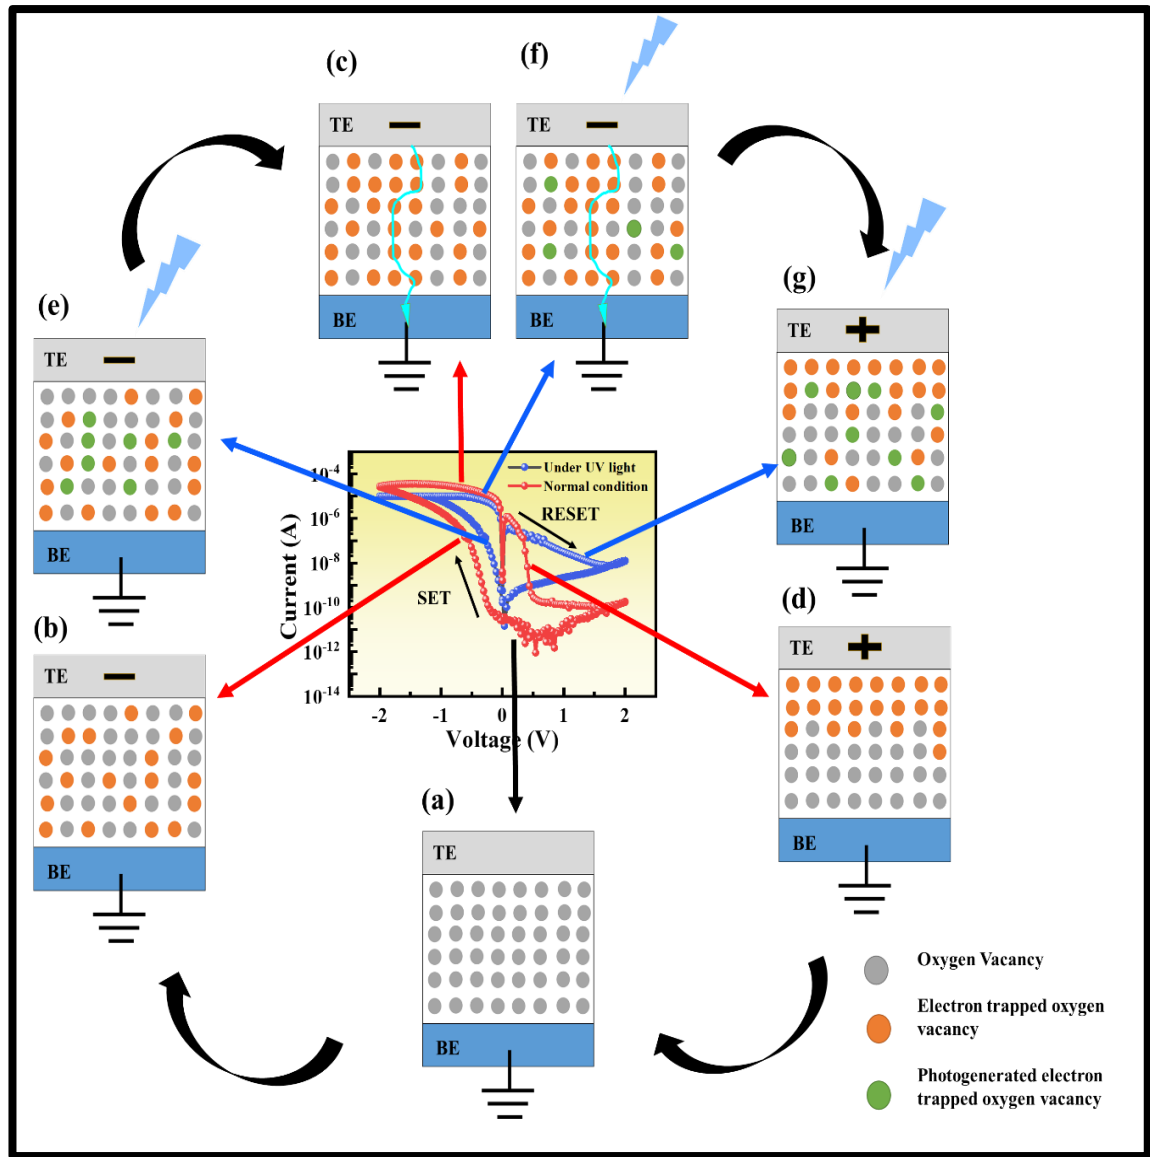 (c)
(f)
TE
TE
BE
BE
(e)
TE
BE
(g)
TE
BE
10-4
10-6
10-8
10-10
10-12
10-14
Current (A)
Under UV light
Normal condition
RESET
SET
-2 -1 0 1 2
Voltage (V)
(b)
TE
BE
(d)
TE
BE
(a)
TE
BE
Oxygen Vacancy
Electron trapped oxygen
vacancy
Photogenerated electron
trapped oxygen vacancy